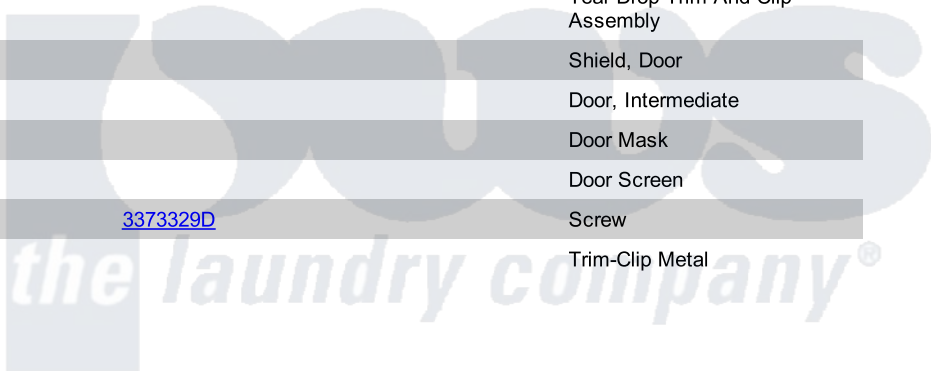 Assembly
Shield, Door
Door, Intermediate
Door Mask
Door Screen
3373329D Screw
Trim-Clip Metal
the laundry company®